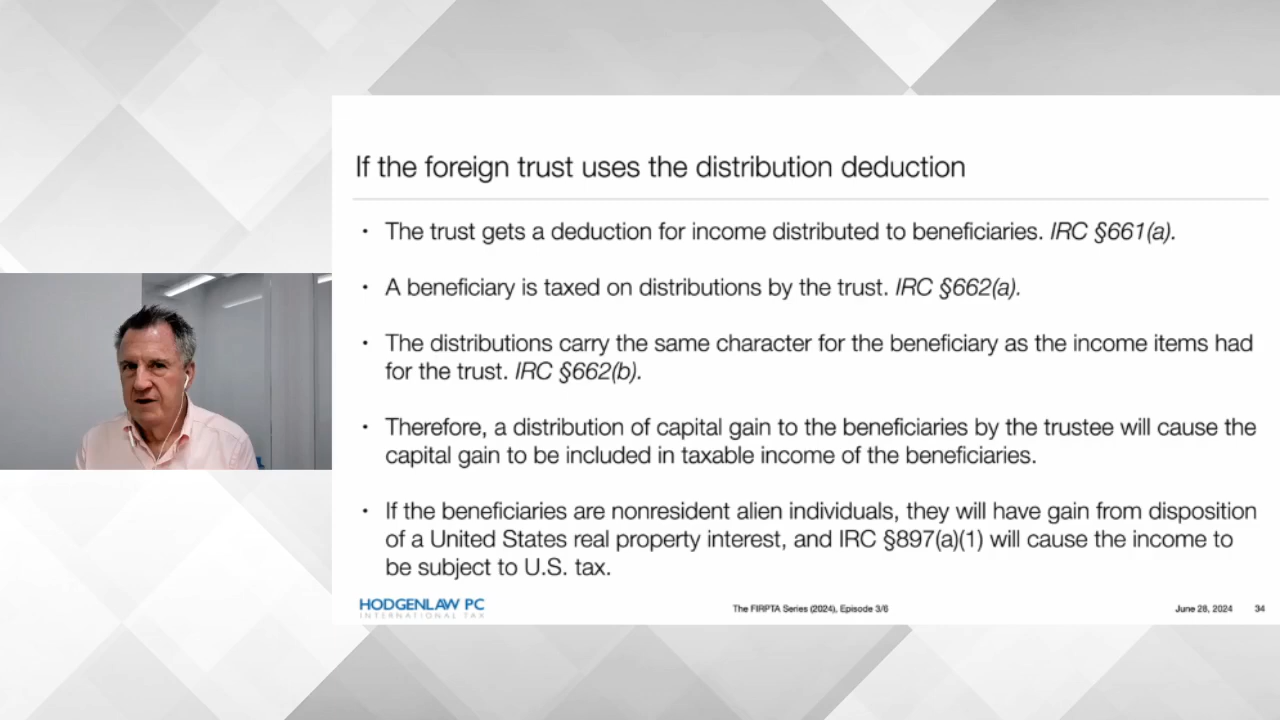 If the foreign trust uses the distribution deduction
• The trust gets a deduction for income distributed to beneficiaries. IRC §661(a).
• A beneficiary is taxed on distributions by the trust. IRC §662(a).
• The distributions carry the same character for the beneficiary as the income items had
for the trust. IRC §662(b).
• Therefore, a distribution of capital gain to the beneficiaries by the trustee will cause the
capital gain to be included in taxable income of the beneficiaries.
• If the beneficiaries are nonresident alien individuals, they will have gain from disposition
of a United States real property interest, and IRC §897(a)(1) will cause the income to
be subject to U.S. tax.
HODGENLAW PC
INTERNATIONAL TAX
The FIRPTA Series (2024), Episode 3/6
June 28, 2024
34